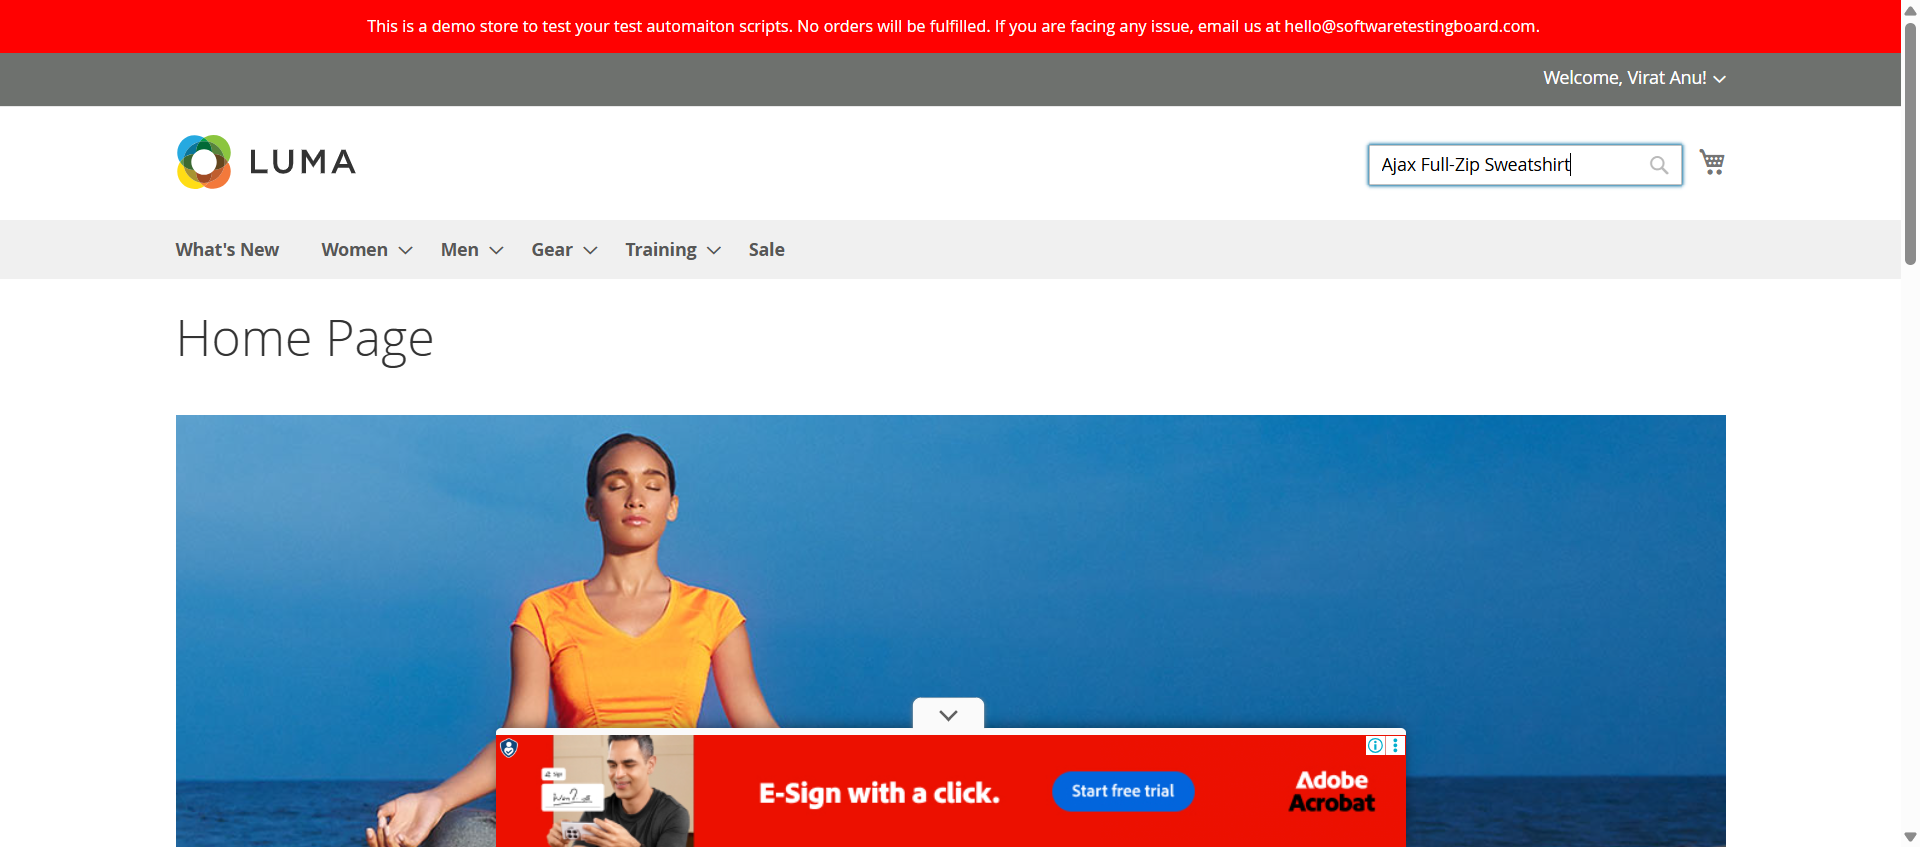 This is a demo store to test your test automaiton scripts. No orders will be fulfilled. If you are facing any issue, email us at hello@softwaretestingboard.com.
Welcome, Virat Anu!
LUMA
Ajax Full-Zip Sweatshirt
What's New Women Men Gear Training Sale
Home Page
Sign
E-Sign with a click.
Start free trial
Adobe
Acrobat